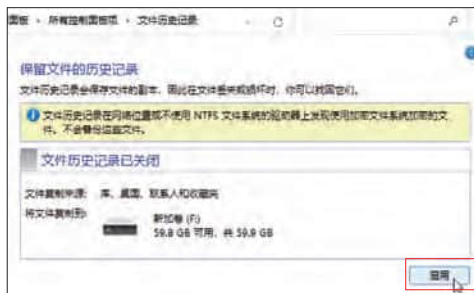 面板 › 所有控制面板项 › 文件历史记录
保留文件的历史记录
文件历史记录会保存文件的副本，因此在文件丢失或损坏时，你可以找回它们。
文件历史记录在网络位置或不使用 NTFS 文件系统的驱动器上发现使用加密文件系统加密的文
件。不会备份这些文件。
文件历史记录已关闭
文件复制来源: 库、桌面、联系人和收藏夹
将文件复制到: 新加卷 (F:)
59.8 GB 可用，共 59.9 GB
启用